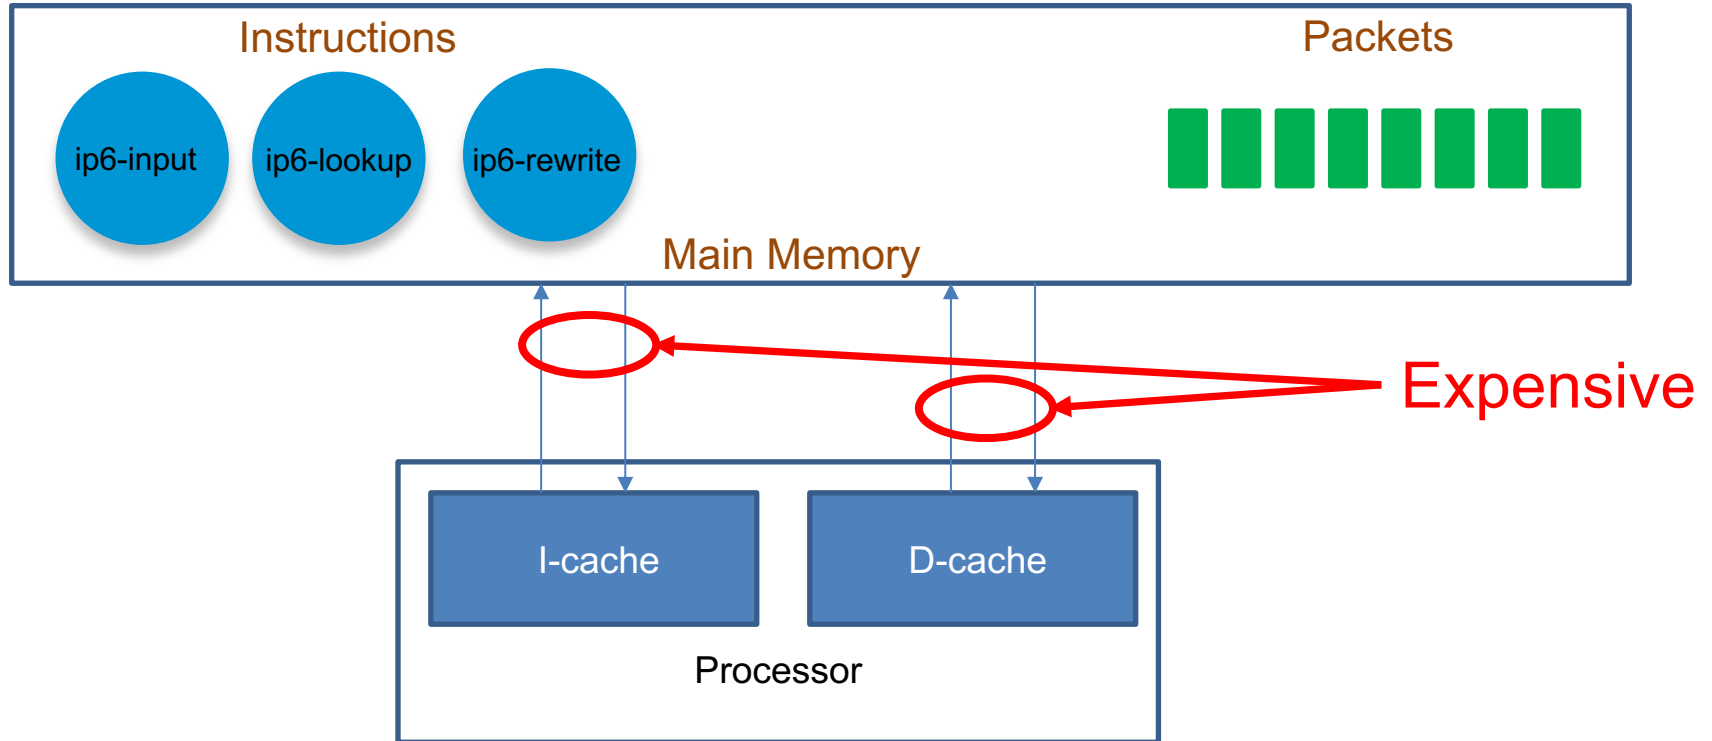 Instructions
Packets
ip6-input
ip6-lookup
ip6-rewrite
Main Memory
Expensive
I-cache
D-cache
Processor